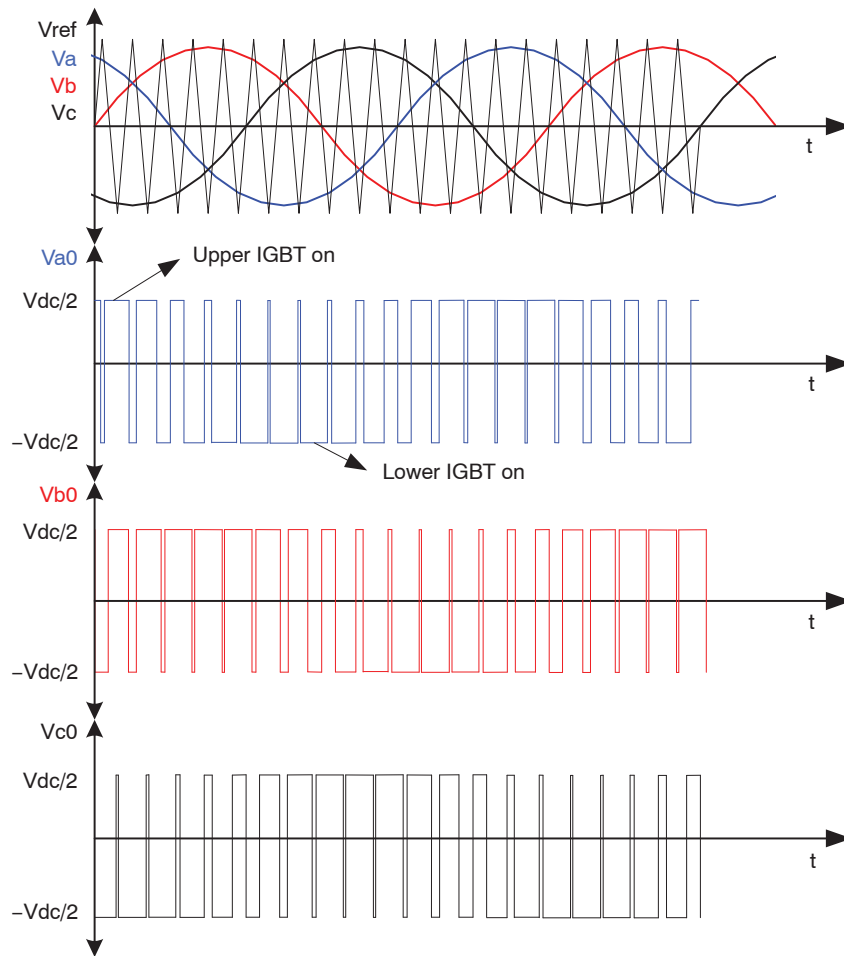 Vref
Va
Vb
Vc
t
Va0
Upper IGBT on
Vdc/2
t
−Vdc/2
Lower IGBT on
Vb0
Vdc/2
t
−Vdc/2
Vc0
Vdc/2
t
−Vdc/2